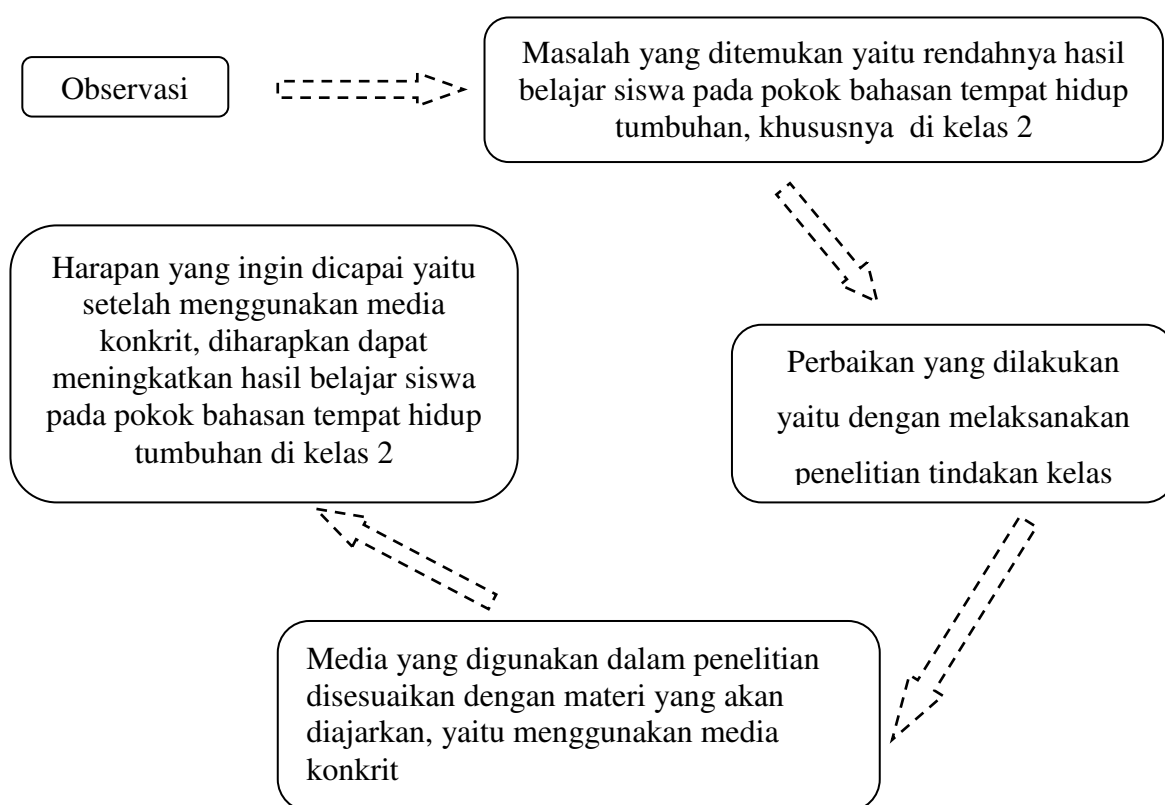 Observasi
Masalah yang ditemukan yaitu rendahnya hasil
belajar siswa pada pokok bahasan tempat hidup
tumbuhan, khususnya di kelas 2
Perbaikan yang dilakukan
yaitu dengan melaksanakan
penelitian tindakan kelas
Media yang digunakan dalam penelitian
disesuaikan dengan materi yang akan
diajarkan, yaitu menggunakan media
konkrit
Harapan yang ingin dicapai yaitu
setelah menggunakan media
konkrit, diharapkan dapat
meningkatkan hasil belajar siswa
pada pokok bahasan tempat hidup
tumbuhan di kelas 2